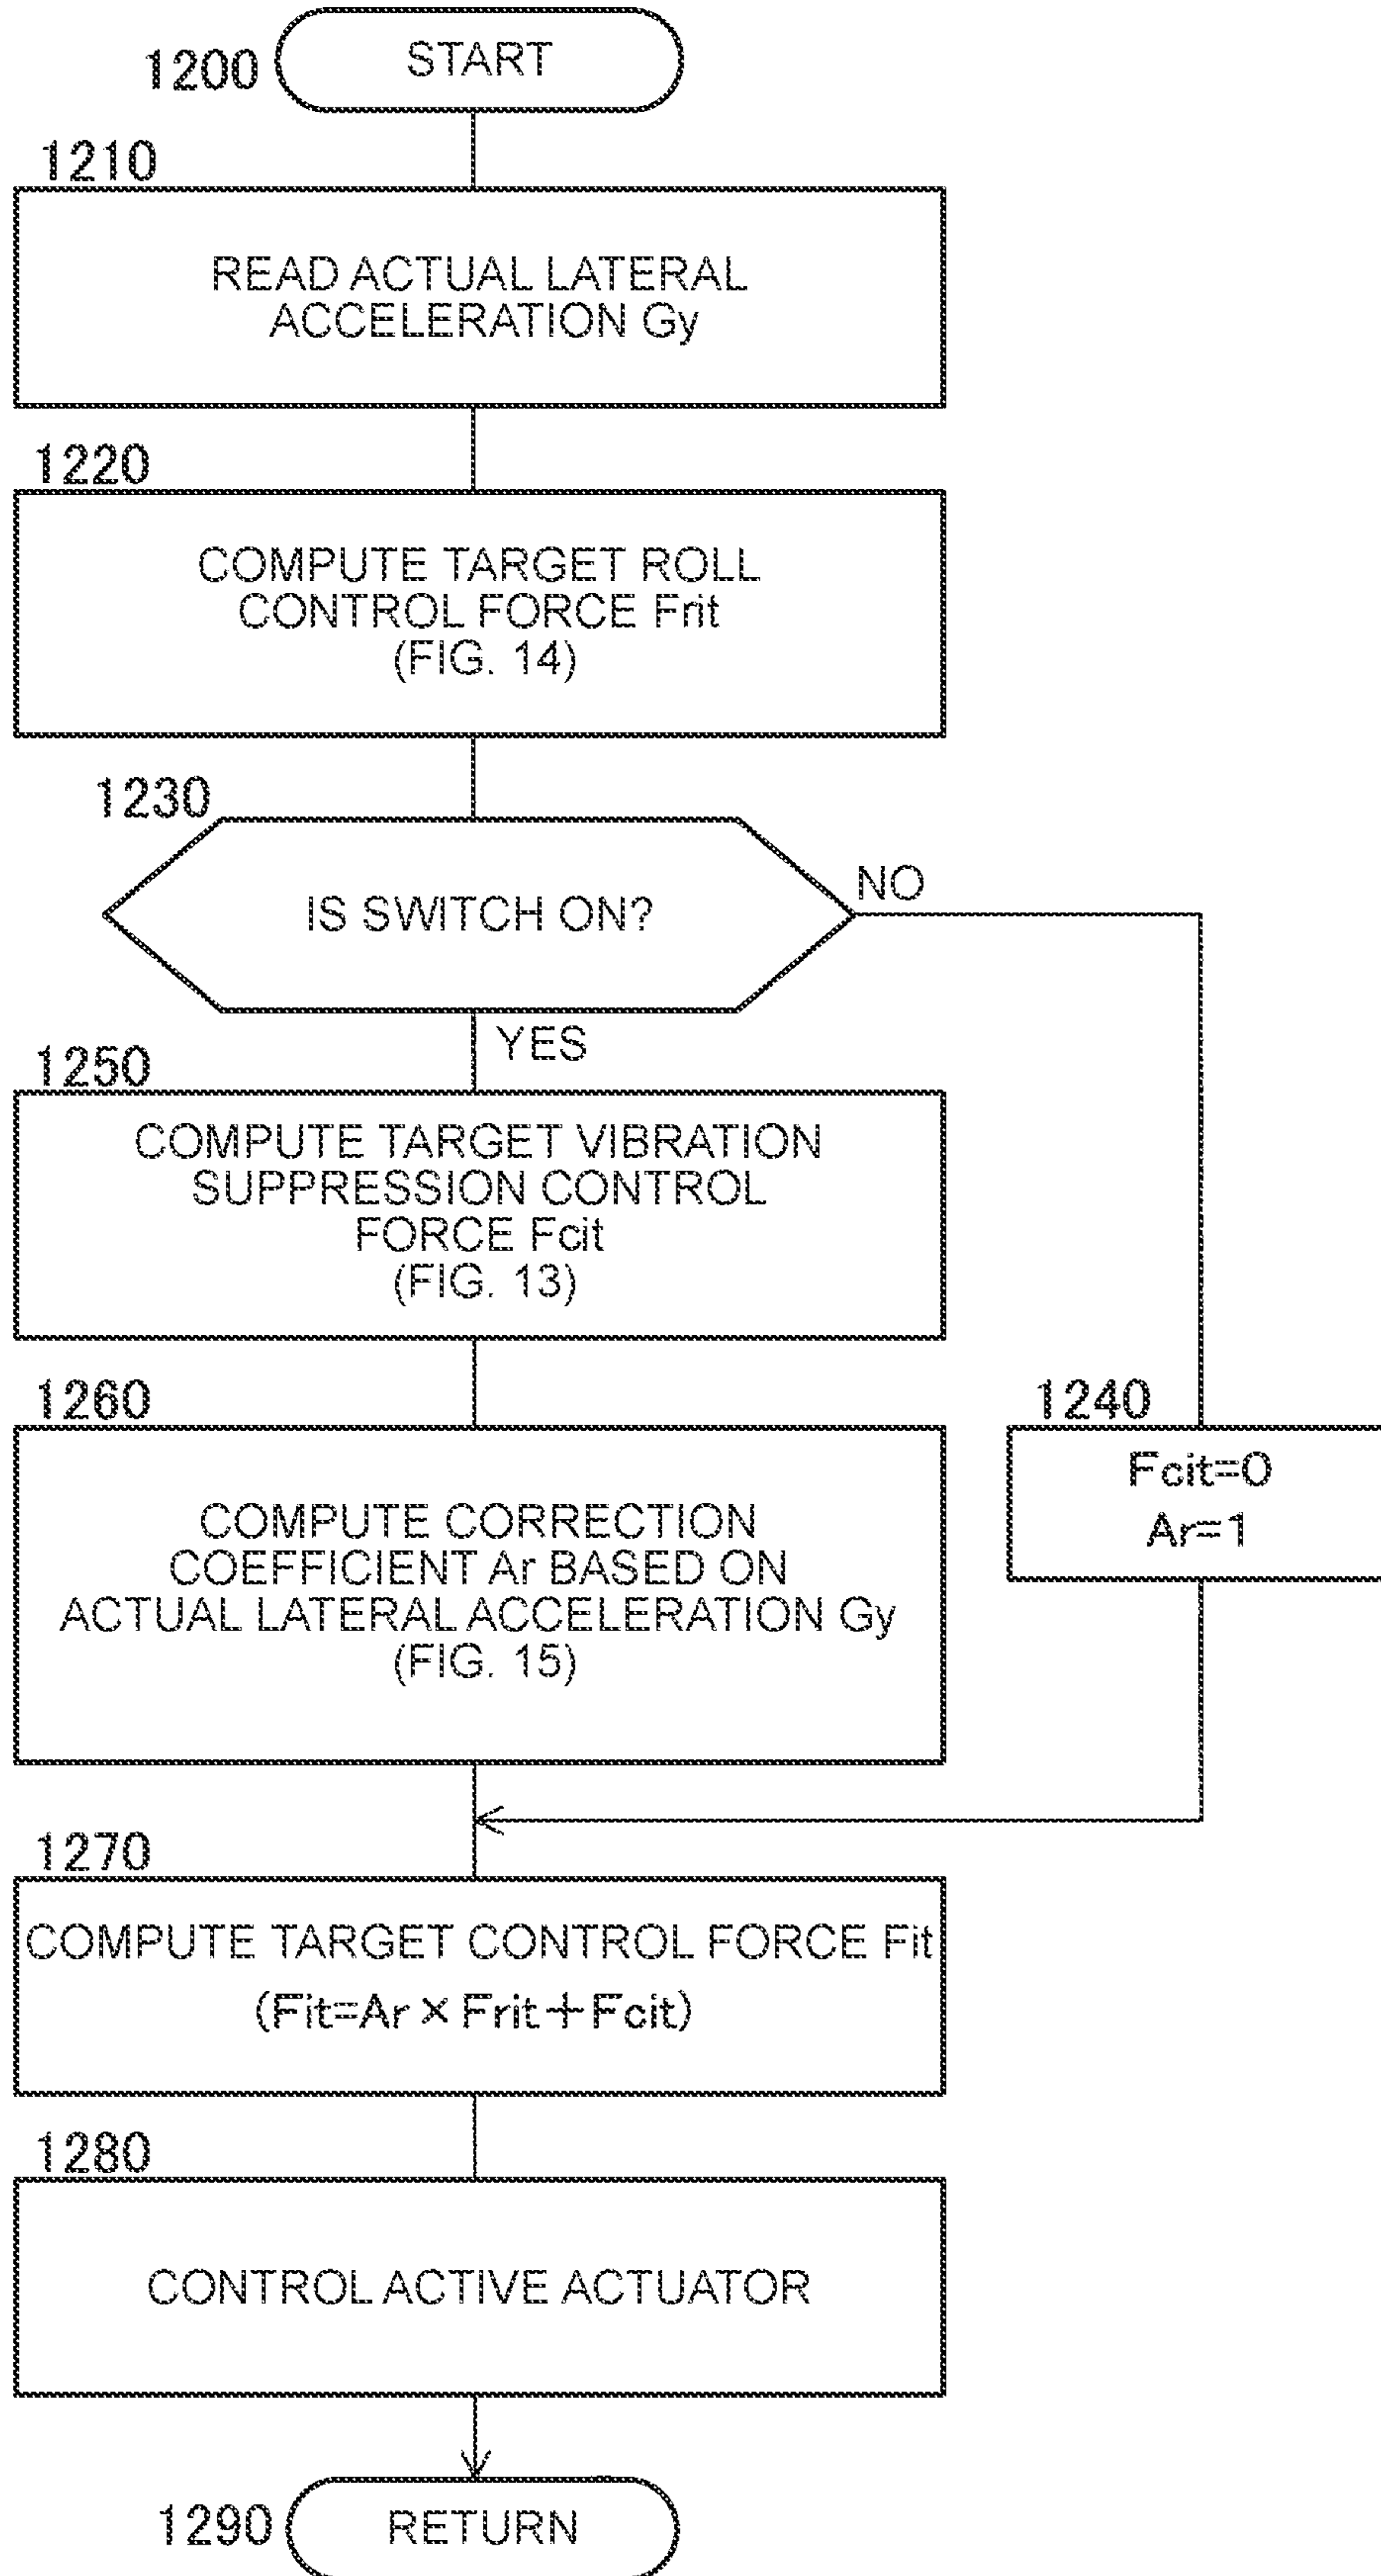 1200
START
1210
READ ACTUAL LATERAL
ACCELERATION Gy
1220
COMPUTE TARGET ROLL
CONTROL FORCE Frit
(FIG. 14)
1230
IS SWITCH ON?
NO
YES
1250
COMPUTE TARGET VIBRATION
SUPPRESSION CONTROL
FORCE Fcit
(FIG. 13)
1260
COMPUTE CORRECTION
COEFFICIENT Ar BASED ON
ACTUAL LATERAL ACCELERATION Gy
(FIG. 15)
1240
Fcit=0
Ar=1
1270
COMPUTE TARGET CONTROL FORCE Fit
(Fit=Ar×Frit+Fcit)
1280
CONTROL ACTIVE ACTUATOR
1290
RETURN